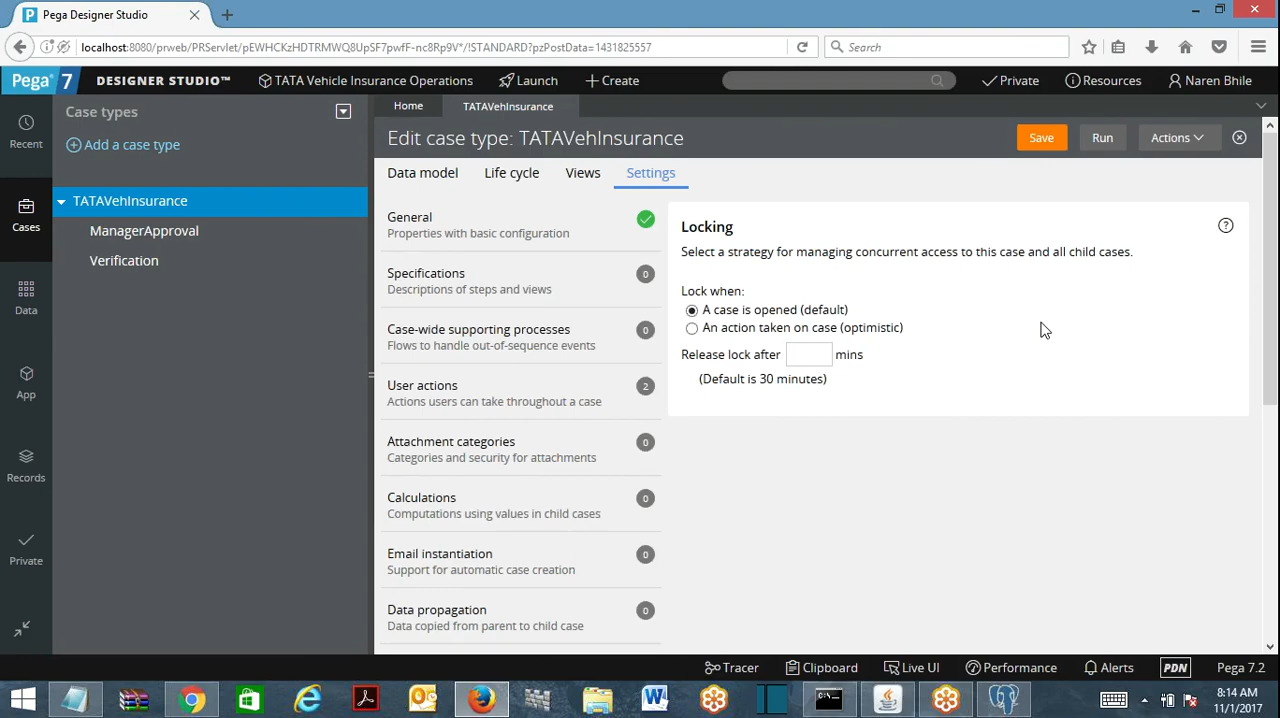 Pega Designer Studio
localhost:8080/prweb/PRServlet/pEWHCKzHDTRMWQ8UpSF7pwfF-nc8Rp9V*/!STANDARD?pzPostData=1431825557
Search
Pega 7 DESIGNER STUDIO™ TATA Vehicle Insurance Operations Launch Create Private Resources Naren Bhile
Recent
Cases
Data
App
Records
Private
Case types
Add a case type
TATAVehInsurance
ManagerApproval
Verification
Home TATAVehInsurance
Edit case type: TATAVehInsurance
Save Run Actions
Data model Life cycle Views Settings
General
Properties with basic configuration
Specifications 0
Descriptions of steps and views
Case-wide supporting processes 0
Flows to handle out-of-sequence events
User actions 2
Actions users can take throughout a case
Attachment categories 0
Categories and security for attachments
Calculations 0
Computations using values in child cases
Email instantiation 0
Support for automatic case creation
Data propagation 0
Data copied from parent to child case
Locking
Select a strategy for managing concurrent access to this case and all child cases.
Lock when:
A case is opened (default)
An action taken on case (optimistic)
Release lock after mins
(Default is 30 minutes)
Tracer Clipboard Live UI Performance Alerts PDN Pega 7.2
8:14 AM
11/1/2017